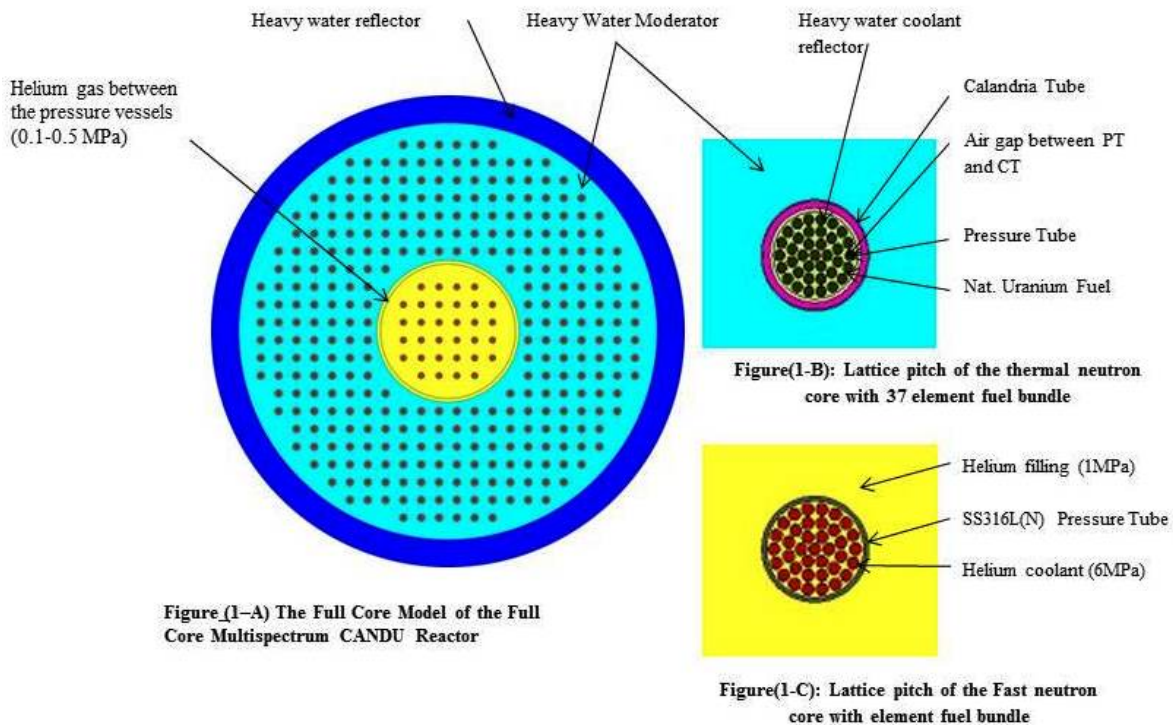 Heavy water reflector
Heavy Water Moderator
Heavy water coolant
reflector
Helium gas between
the pressure vessels
(0.1-0.5 MPa)
Calandria Tube
Air gap between PT
and CT
Pressure Tube
Nat. Uranium Fuel
Figure(1-B): Lattice pitch of the thermal neutron
core with 37 element fuel bundle
Helium filling (1MPa)
SS316L(N) Pressure Tube
Helium coolant (6MPa)
Figure_(1–A) The Full Core Model of the Full
Core Multispectrum CANDU Reactor
Figure(1-C): Lattice pitch of the Fast neutron
core with element fuel bundle